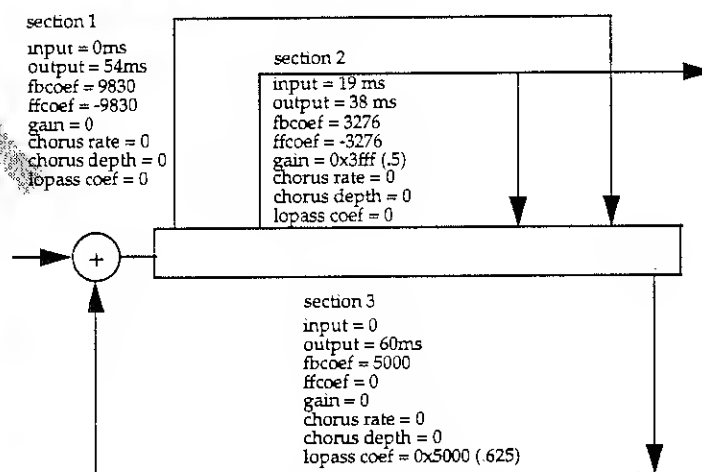 section 1
input = 0ms
output = 54ms
fbcoef = 9830
ffcoef = -9830
gain = 0
chorus rate = 0
chorus depth = 0
lopass coef = 0
section 2
input = 19 ms
output = 38 ms
fbcoef = 3276
ffcoef = -3276
gain = 0x3fff (.5)
chorus rate = 0
chorus depth = 0
lopass coef = 0
+
section 3
input = 0
output = 60ms
fbcoef = 5000
ffcoef = 0
gain = 0
chorus rate = 0
chorus depth = 0
lopass coef = 0x5000 (.625)